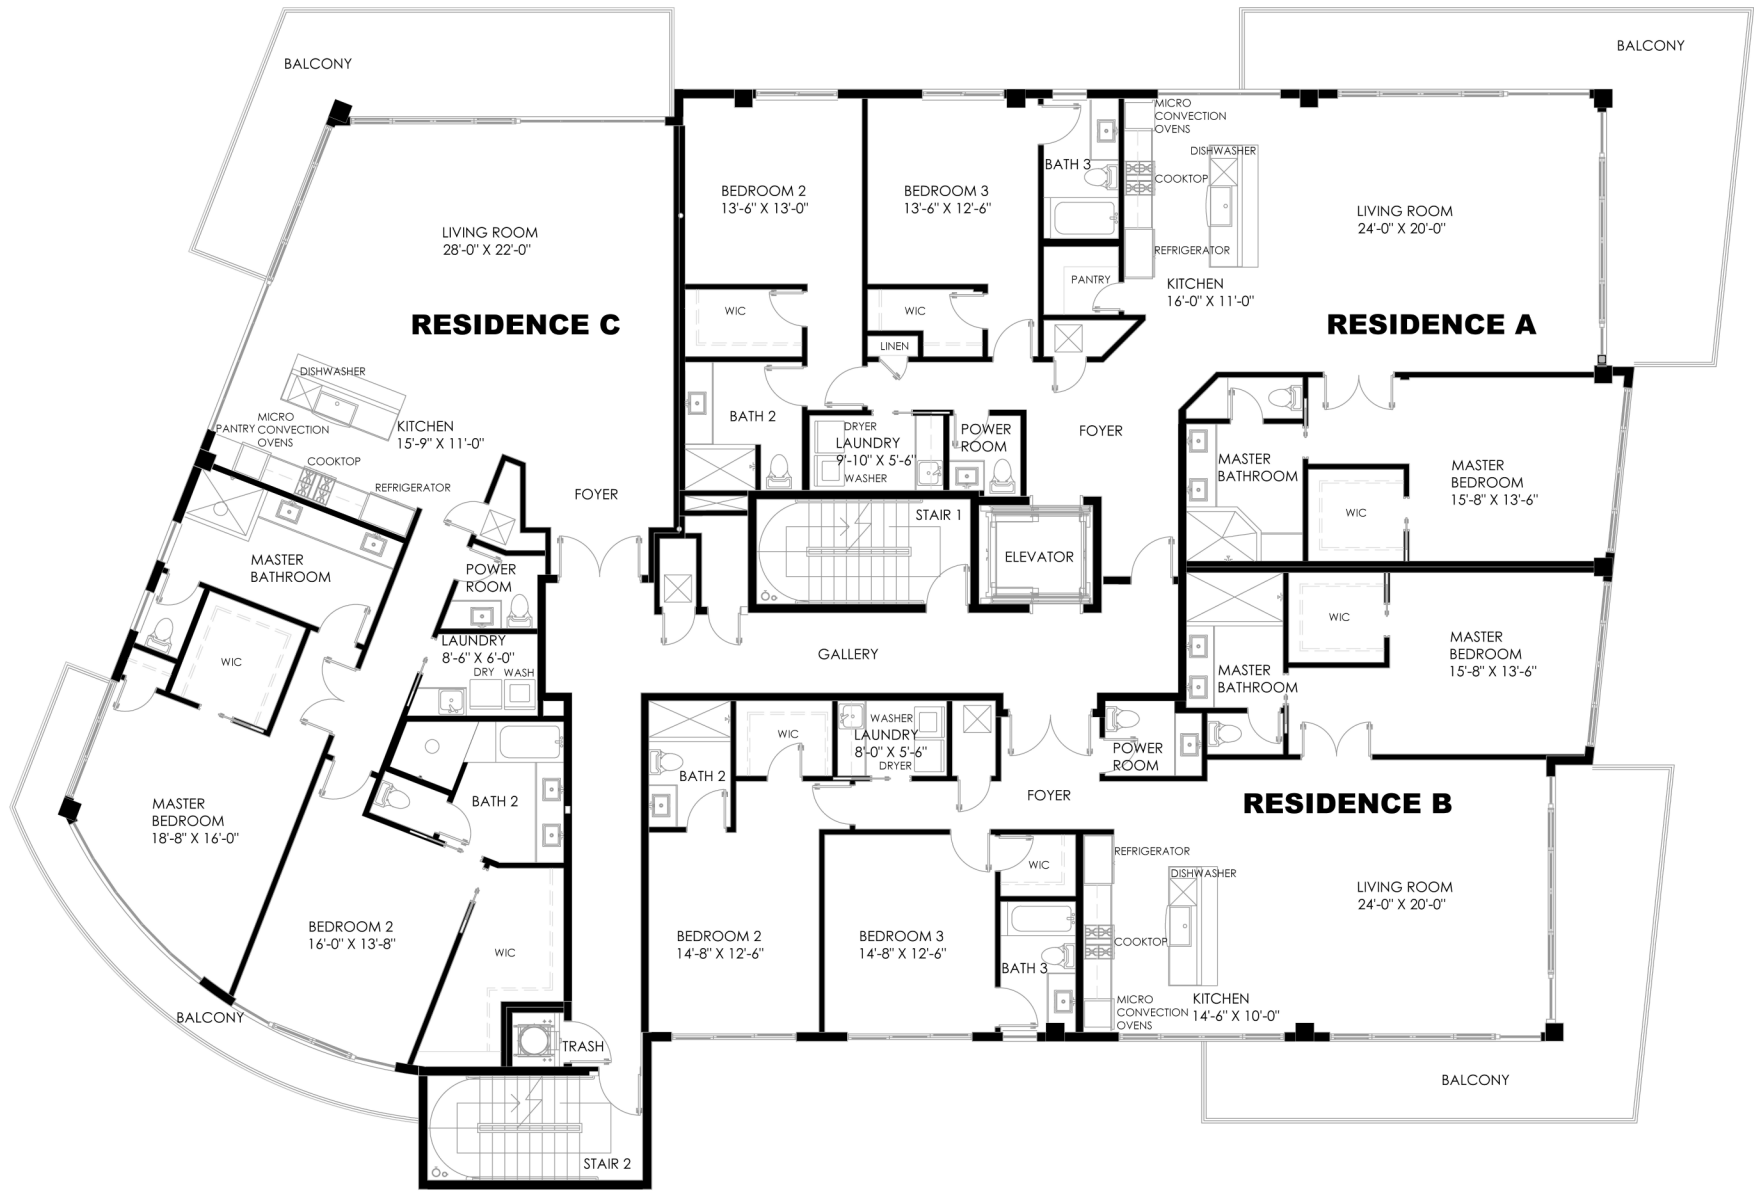 BALCONY
LIVING ROOM
28'-0" X 22'-0"
RESIDENCE C
DISHWASHER
KITCHEN
15'-9" X 11'-0"
PANTRY
MICRO
CONVECTION
OVENS
COOKTOP
REFRIGERATOR
FOYER
MASTER
BATHROOM
POWER
ROOM
WIC
LAUNDRY
8'-6" X 6'-0"
DRY
WASH
MASTER
BEDROOM
18'-8" X 16'-0"
BATH 2
BEDROOM 2
16'-0" X 13'-8"
WIC
BALCONY
TRASH
STAIR 2
BEDROOM 2
13'-6" X 13'-0"
WIC
BATH 2
BEDROOM 3
13'-6" X 12'-6"
WIC
LINEN
BATH 3
PANTRY
MICRO
CONVECTION
OVENS
DISHWASHER
COOKTOP
REFRIGERATOR
KITCHEN
16'-0" X 11'-0"
LIVING ROOM
24'-0" X 20'-0"
BALCONY
RESIDENCE A
DRYER
LAUNDRY
9'-10" X 5'-6"
WASHER
POWER
ROOM
FOYER
MASTER
BATHROOM
WIC
MASTER
BEDROOM
15'-8" X 13'-6"
STAIR 1
ELEVATOR
GALLERY
WIC
MASTER
BATHROOM
MASTER
BEDROOM
15'-8" X 13'-6"
WIC
BATH 2
WASHER
LAUNDRY
8'-0" X 5'-6"
DRYER
POWER
ROOM
FOYER
RESIDENCE B
BEDROOM 2
14'-8" X 12'-6"
BEDROOM 3
14'-8" X 12'-6"
WIC
BATH 3
REFRIGERATOR
DISHWASHER
COOKTOP
MICRO
CONVECTION
OVENS
KITCHEN
14'-6" X 10'-0"
LIVING ROOM
24'-0" X 20'-0"
BALCONY